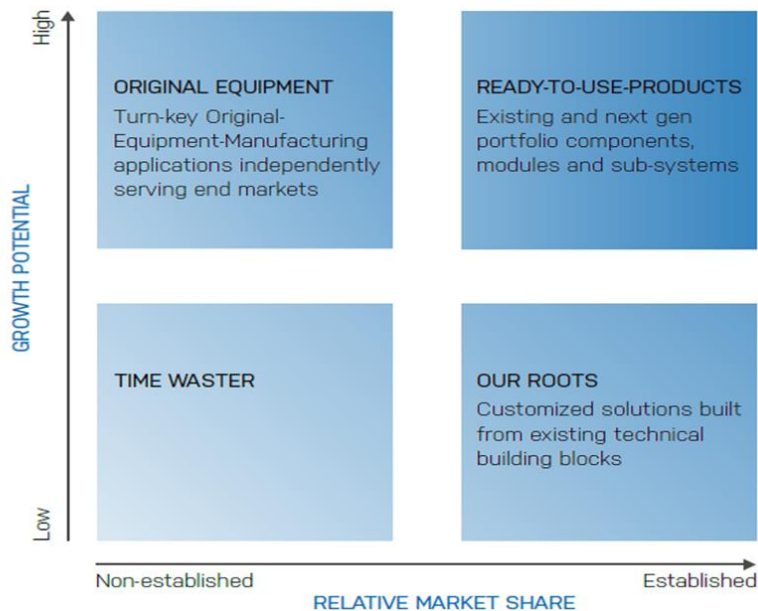 High
ORIGINAL EQUIPMENT
Turn-key Original-
Equipment-Manufacturing
applications independently
serving end markets
READY-TO-USE-PRODUCTS
Existing and next gen
portfolio components,
modules and sub-systems
GROWTH POTENTIAL
TIME WASTER
OUR ROOTS
Customized solutions built
from existing technical
building blocks
Low
Non-established
Established
RELATIVE MARKET SHARE